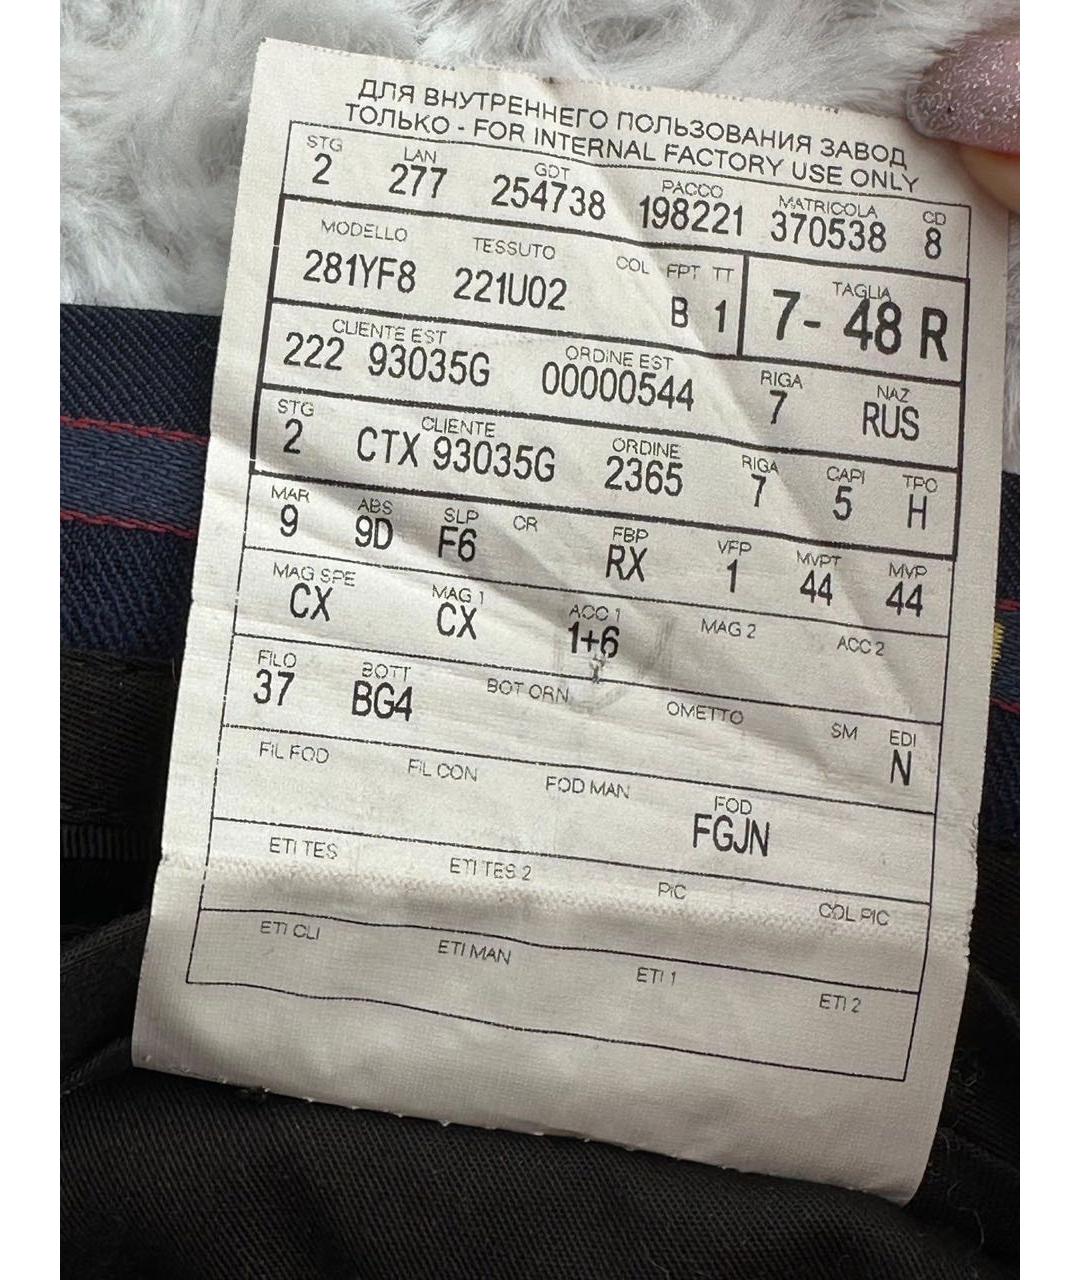 ДЛЯ ВНУТРЕННЕГО ПОЛЬЗОВАНИЯ ЗАВОД
ТОЛЬКО - FOR INTERNAL FACTORY USE ONLY
STG LAN GDT PACCO MATRICOLA CD
2 277 254738 198221 370538 8
MODELLO TESSUTO COL FPT TT TAGLIA
281YF8 221U02 B 1 7- 48 R
CLIENTE EST ORDINE EST RIGA NAZ
222 93035G 00000544 7 RUS
STG CLIENTE ORDINE RIGA CAPI TPO
2 CTX 93035G 2365 7 5 H
MAR ABS SLP CR FBP VFP MVPT MVP
9 9D F6 RX 1 44 44
MAG SPE MAG 1 ACC 1 MAG 2 ACC 2
CX CX 1+6
FILO BOTT BOT ORN OMETTO SM EDI
37 BG4 N
FIL FOD FIL CON FOD MAN FOD
FGJN
ETI TES ETI TES 2 PIC COL PIC
ETI CLI ETI MAN ETI 1 ETI 2